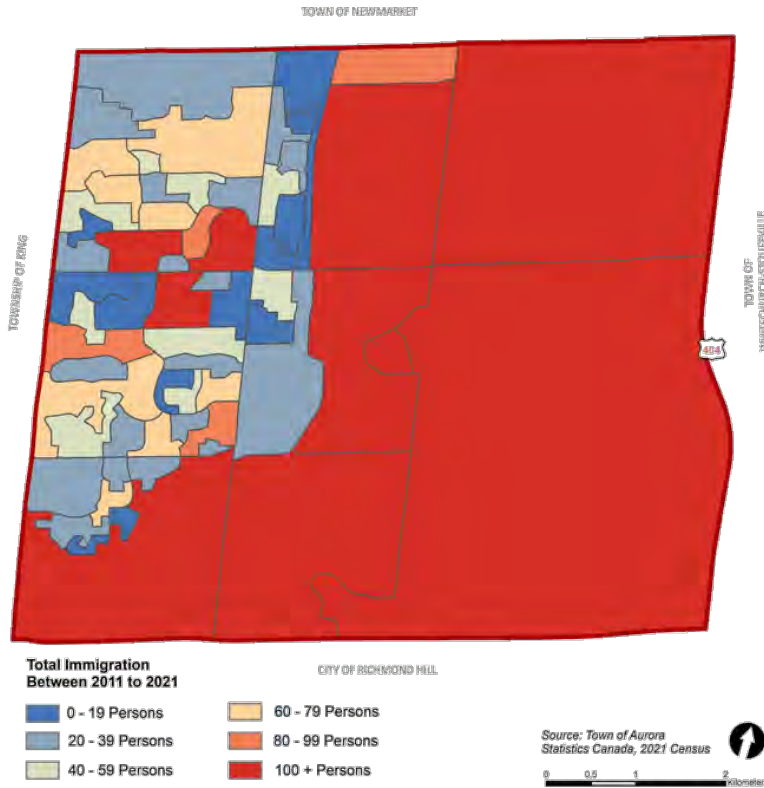 TOWN OF NEWMARKET
TOWNSHIP OF KING
TOWN OF
404
CITY OF RICHMOND HILL
Total Immigration
Between 2011 to 2021
0 - 19 Persons
20 - 39 Persons
40 - 59 Persons
60 - 79 Persons
80 - 99 Persons
100 + Persons
Source: Town of Aurora
Statistics Canada, 2021 Census
0 0.5 1 2
Kilometers